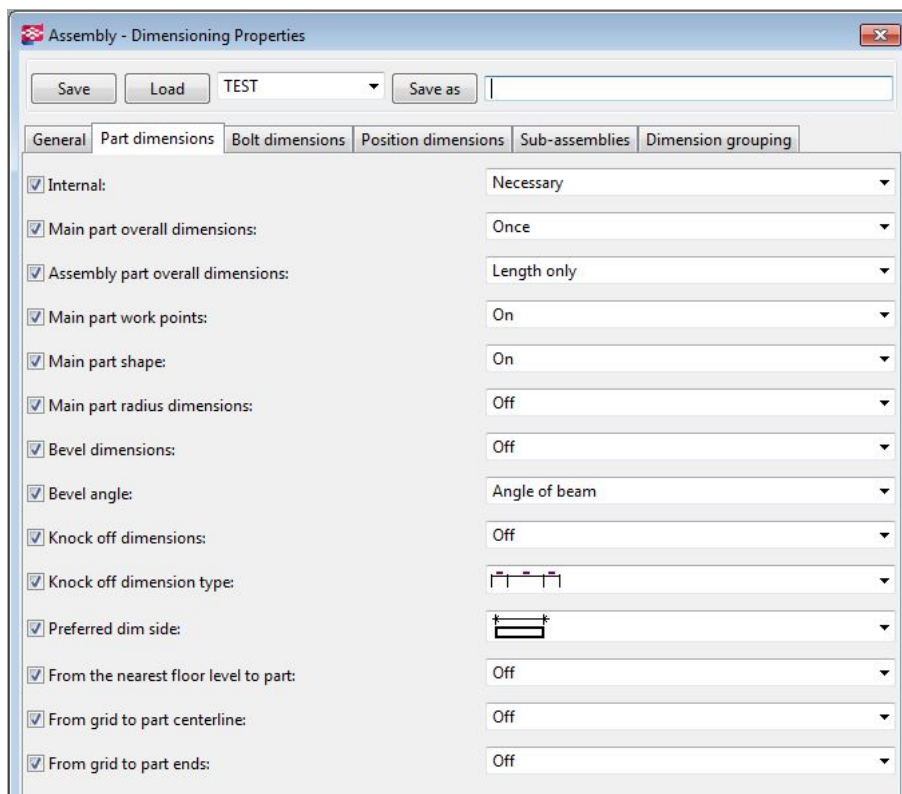 Assembly - Dimensioning Properties
Save Load TEST Save as
General Part dimensions Bolt dimensions Position dimensions Sub-assemblies Dimension grouping
Internal: Necessary
Main part overall dimensions: Once
Assembly part overall dimensions: Length only
Main part work points: On
Main part shape: On
Main part radius dimensions: Off
Bevel dimensions: Off
Bevel angle: Angle of beam
Knock off dimensions: Off
Knock off dimension type:
Preferred dim side:
From the nearest floor level to part: Off
From grid to part centerline: Off
From grid to part ends: Off